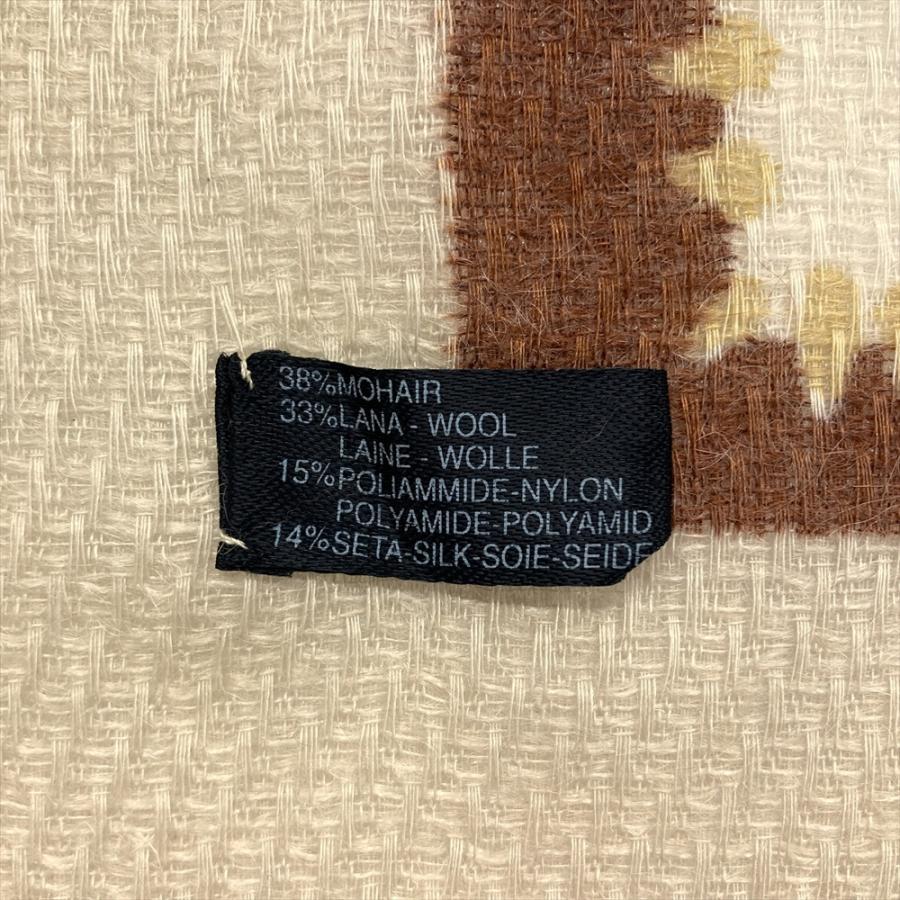 38%MOHAIR
33%LANA - WOOL
LAINE - WOLLE
15%POLIAMMIDE-NYLON
POLYAMIDE-POLYAMID
14%SETA-SILK-SOIE-SEIDE